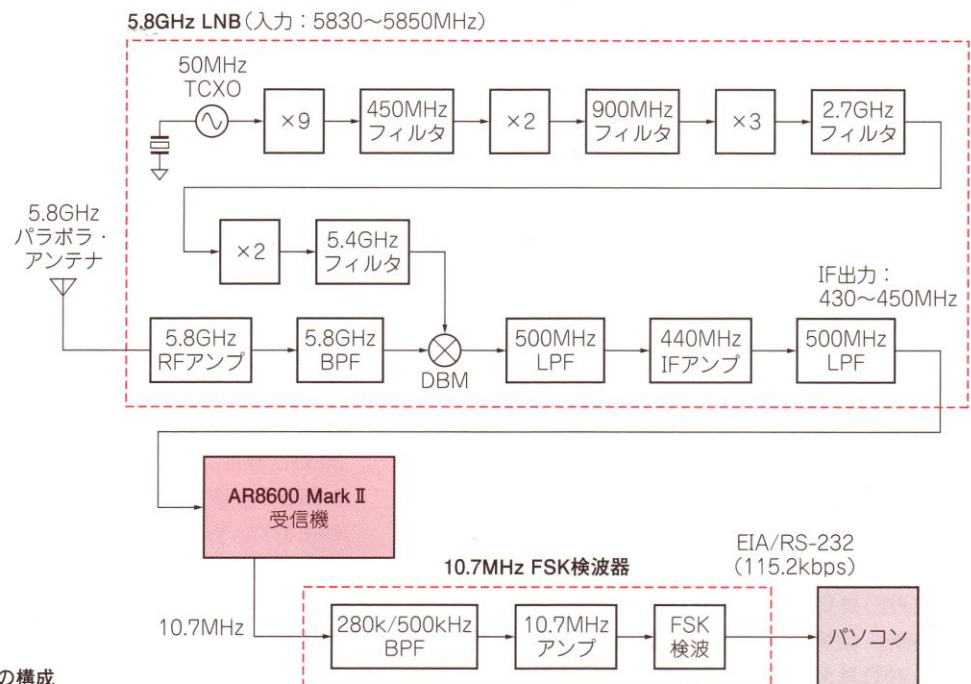 5.8GHz LNB(入力:5830～5850MHz)
50MHz
TCXO
×9
450MHz
フィルタ
×2
900MHz
フィルタ
×3
2.7GHz
フィルタ
5.8GHz
パラボラ・
アンテナ
×2
5.4GHz
フィルタ
IF出力:
430～450MHz
5.8GHz
RFアンプ
5.8GHz
BPF
DBM
500MHz
LPF
440MHz
IFアンプ
500MHz
LPF
AR8600 Mark Ⅱ
受信機
10.7MHz
10.7MHz FSK検波器
EIA/RS-232
(115.2kbps)
280k/500kHz
BPF
10.7MHz
アンプ
FSK
検波
パソコン
の構成